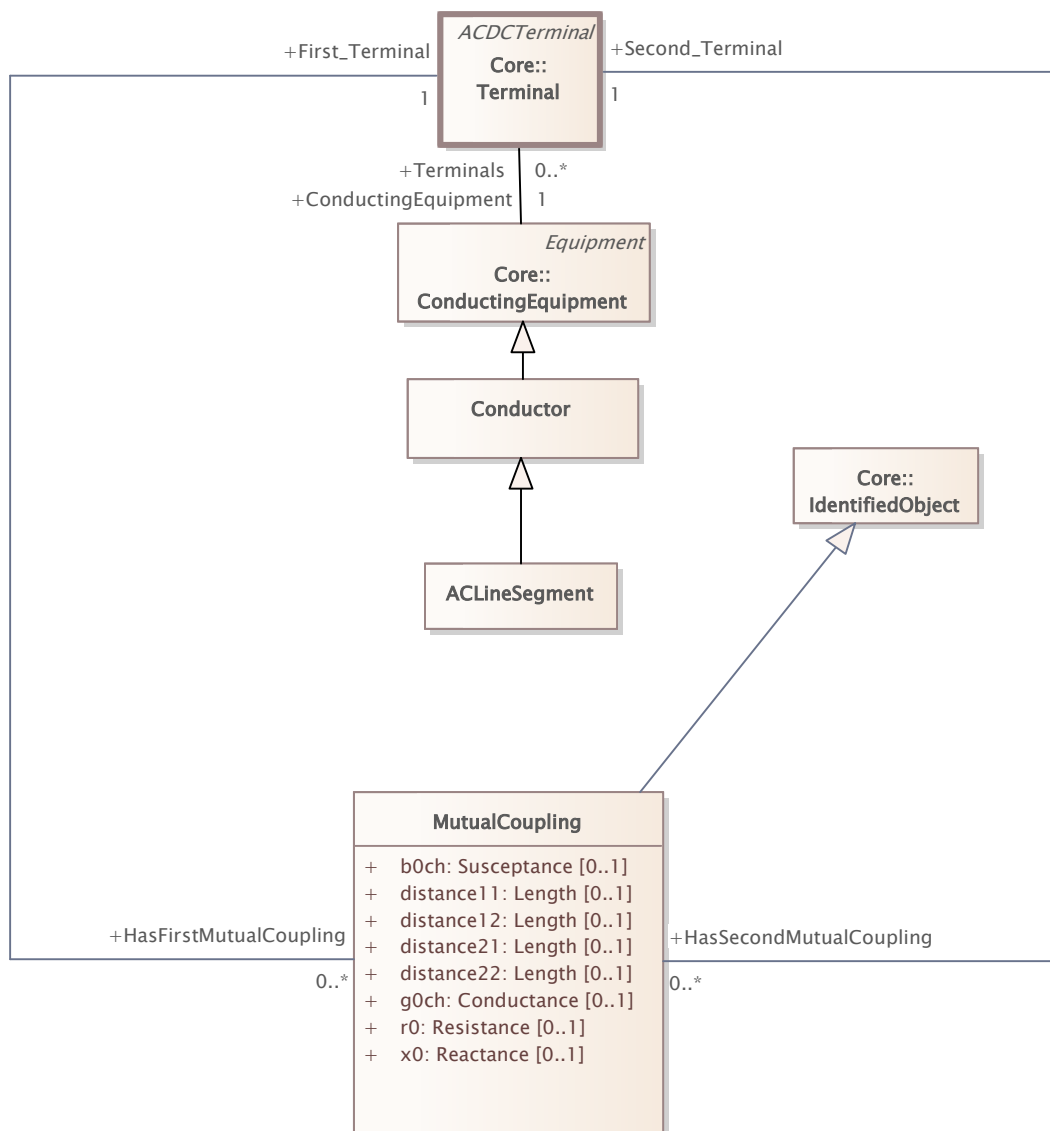 ACDCTerminal
+First_Terminal
+Second_Terminal
Core::
Terminal
1
1
+Terminals 0..*
+ConductingEquipment 1
Equipment
Core::
ConductingEquipment
Conductor
Core::
IdentifiedObject
ACLineSegment
MutualCoupling
+ b0ch: Susceptance [0..1]
+ distance11: Length [0..1]
+ distance12: Length [0..1]
+ distance21: Length [0..1]
+ distance22: Length [0..1]
+ g0ch: Conductance [0..1]
+ r0: Resistance [0..1]
+ x0: Reactance [0..1]
+HasFirstMutualCoupling
0..*
+HasSecondMutualCoupling
0..*